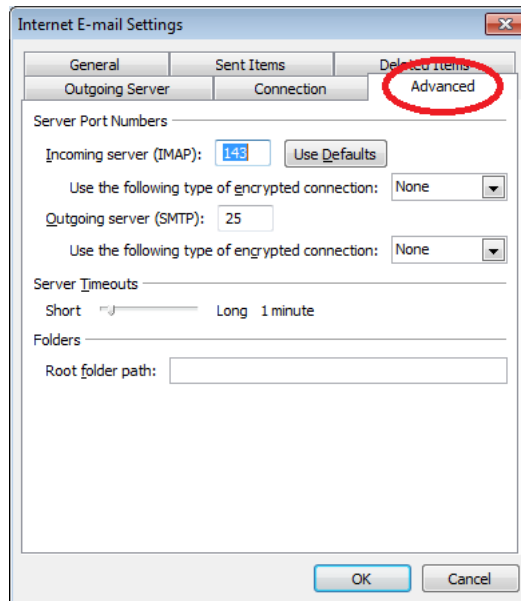 Internet E-mail Settings
General Sent Items Deleted Items
Outgoing Server Connection Advanced
Server Port Numbers
Incoming server (IMAP): 143 Use Defaults
Use the following type of encrypted connection: None
Outgoing server (SMTP): 25
Use the following type of encrypted connection: None
Server Timeouts
Short Long 1 minute
Folders
Root folder path:
OK Cancel